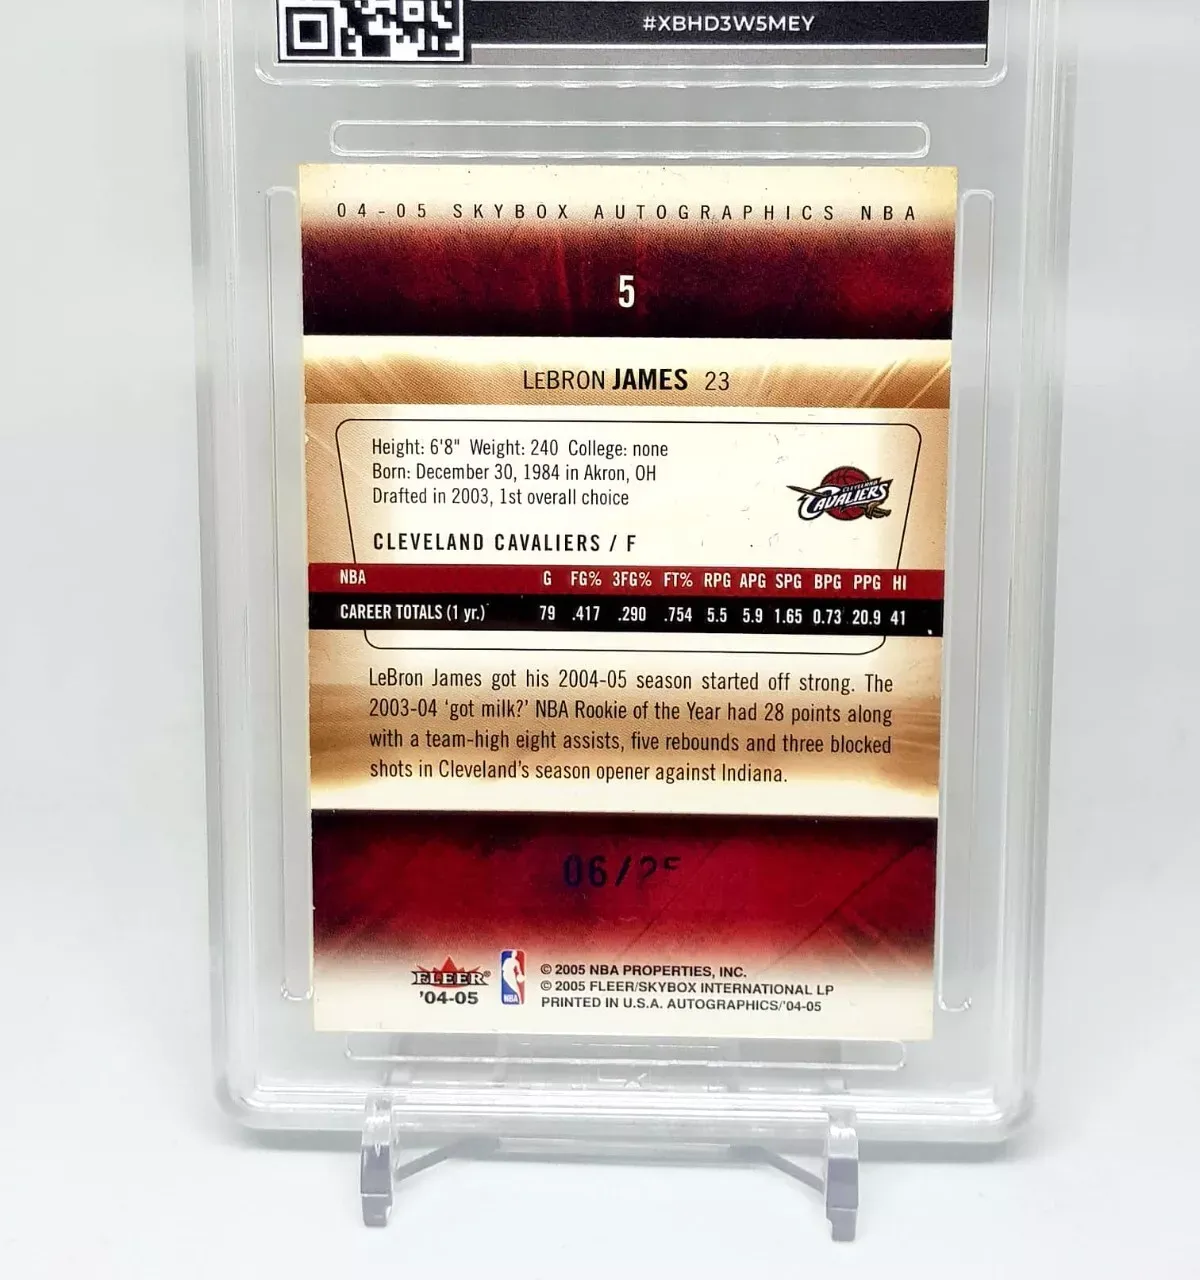 #XBHD3W5MEY
04-05 SKYBOX AUTOGRAPHICS NBA
5
LEBRON JAMES 23
Height: 6'8" Weight: 240 College: none
Born: December 30, 1984 in Akron, OH
Drafted in 2003, 1st overall choice
CLEVELAND CAVALIERS
CLEVELAND CAVALIERS / F
NBA G FG% 3FG% FT% RPG APG SPG BPG PPG HI
CAREER TOTALS (1 yr.) 79 .417 .290 .754 5.5 5.9 1.65 0.73 20.9 41
LeBron James got his 2004-05 season started off strong. The
2003-04 'got milk?' NBA Rookie of the Year had 28 points along
with a team-high eight assists, five rebounds and three blocked
shots in Cleveland's season opener against Indiana.
06/25
FLEER®
'04-05
NBA
© 2005 NBA PROPERTIES, INC.
© 2005 FLEER/SKYBOX INTERNATIONAL LP
PRINTED IN U.S.A. AUTOGRAPHICS/'04-05